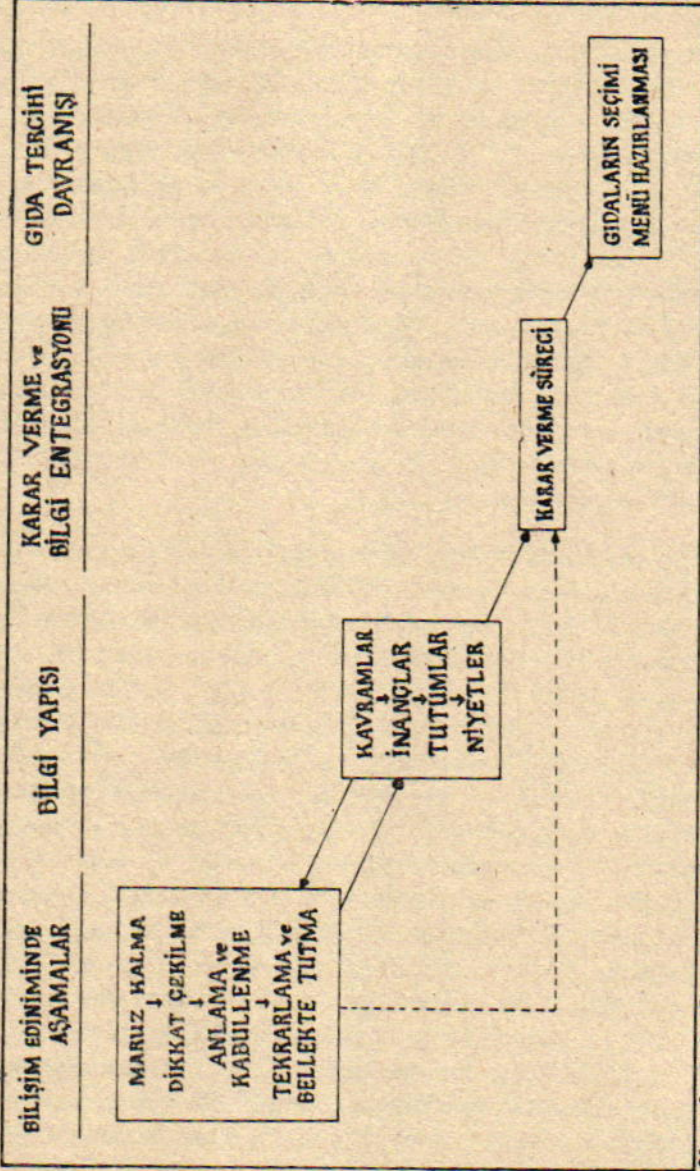 BİLİŞİM EDİNİMİNDE
AŞAMALAR
BİLGİ YAPISI
KARAR VERME ve
BİLGİ ENTEGRASYONU
GIDA TERCİHİ
DAVRANIŞI
MARUZ KALMA
DİKKAT ÇEKİLME
ANLAMA ve
KABULLENME
TEKRARLAMA ve
BELLEKTE TUTMA
KAVRAMLAR
İNANÇLAR
TUTUMLAR
NİYETLER
KARAR VERME SÜRECİ
GIDALARIN SEÇİMİ
MENÜ HAZIRLANMASI